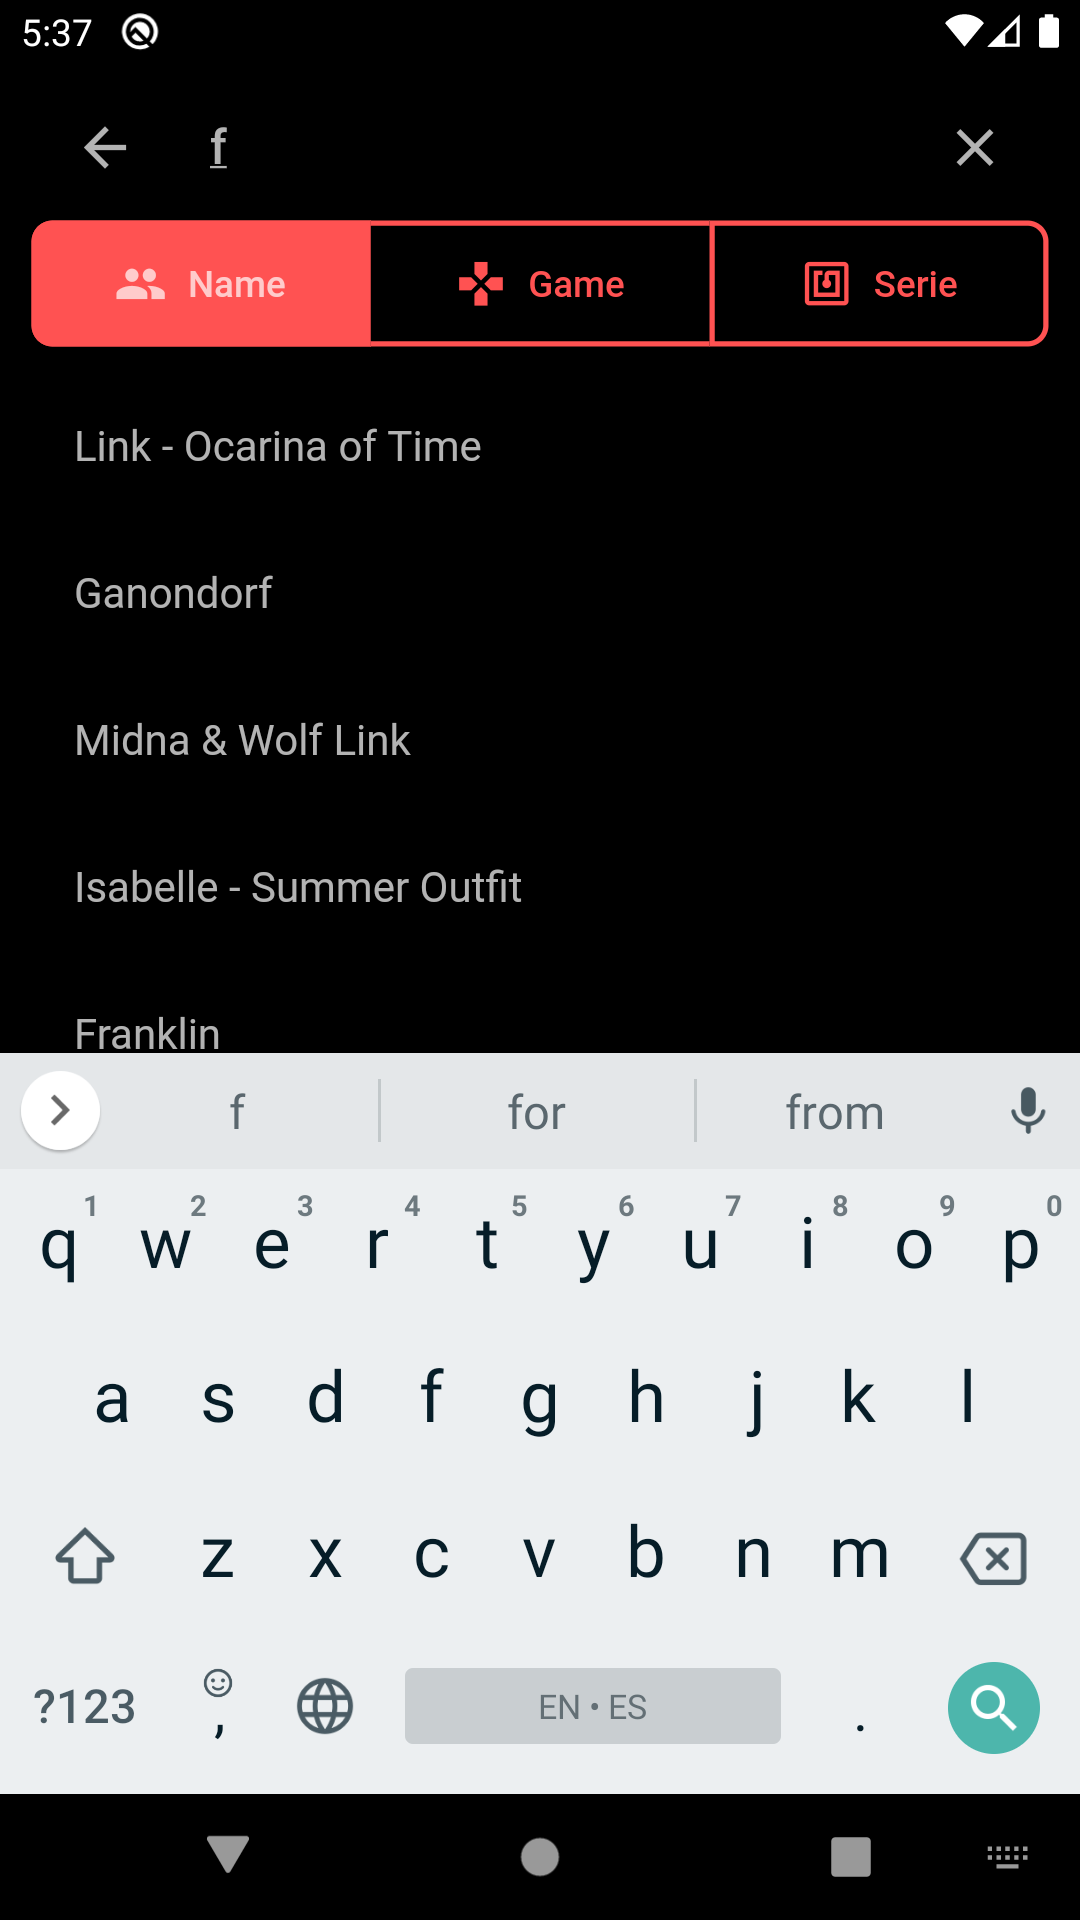 5:37
f
Name Game Serie
Link - Ocarina of Time
Ganondorf
Midna & Wolf Link
Isabelle - Summer Outfit
Franklin
f for from
1 2 3 4 5 6 7 8 9 0
q w e r t y u i o p
a s d f g h j k l
z x c v b n m
?123 , EN • ES .